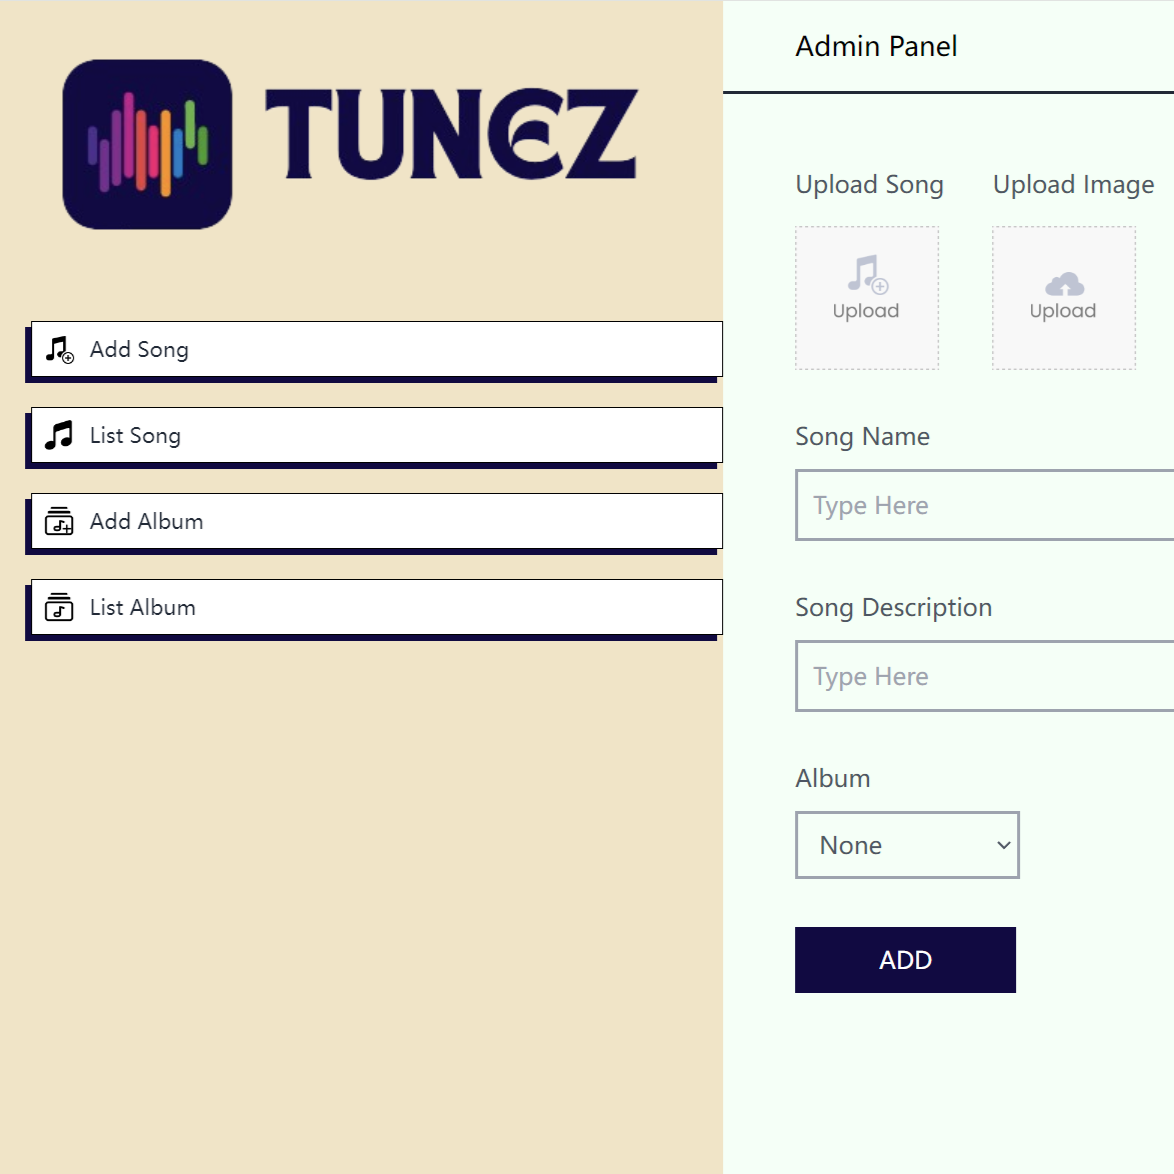 TUNEZ
Add Song
List Song
Add Album
List Album
Admin Panel
Upload Song
Upload Image
Upload
Upload
Song Name
Type Here
Song Description
Type Here
Album
None
ADD